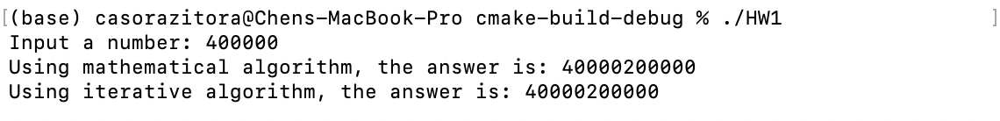 [(base) casorazitora@Chens-MacBook-Pro cmake-build-debug % ./HW1 ]
Input a number: 400000
Using mathematical algorithm, the answer is: 40000200000
Using iterative algorithm, the answer is: 40000200000